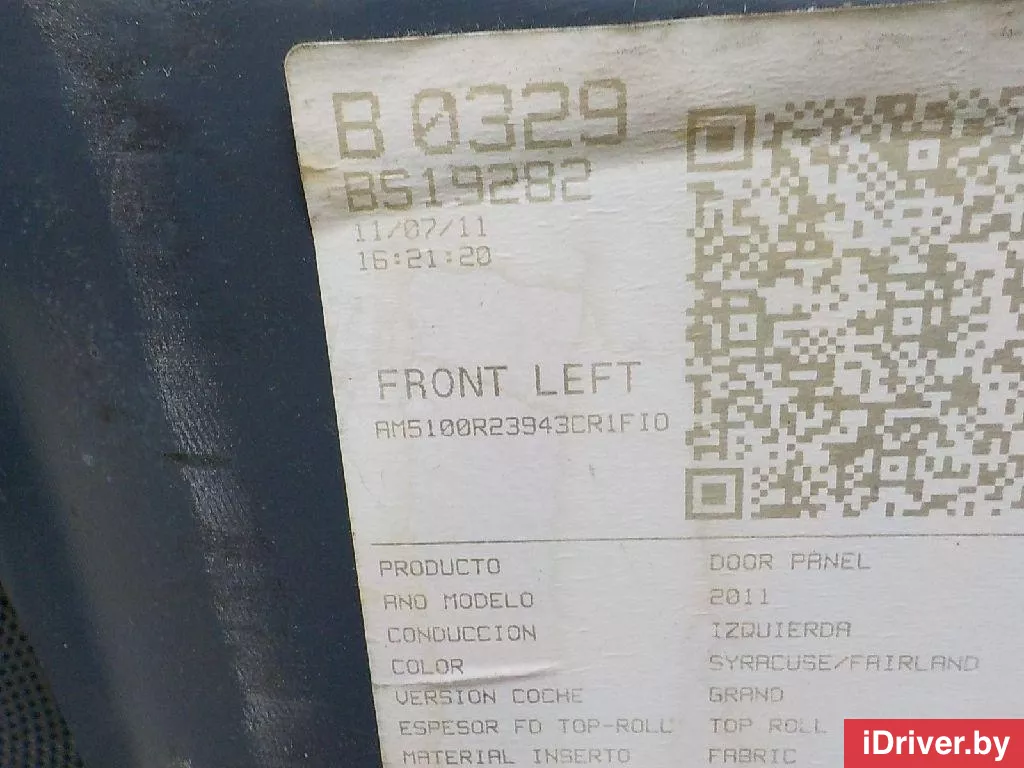 B 0329
BS19282
11/07/11
16:21:20
FRONT LEFT
AM5100R23943CR1FIO
PRODUCTO DOOR PANEL
ANO MODELO 2011
CONDUCCION IZQUIERDA
COLOR SYRACUSE/FAIRLAND
VERSION COCHE GRAND
ESPESOR FD TOP-ROLL TOP ROLL
MATERIAL INSERTO FABRIC
iDriver.by